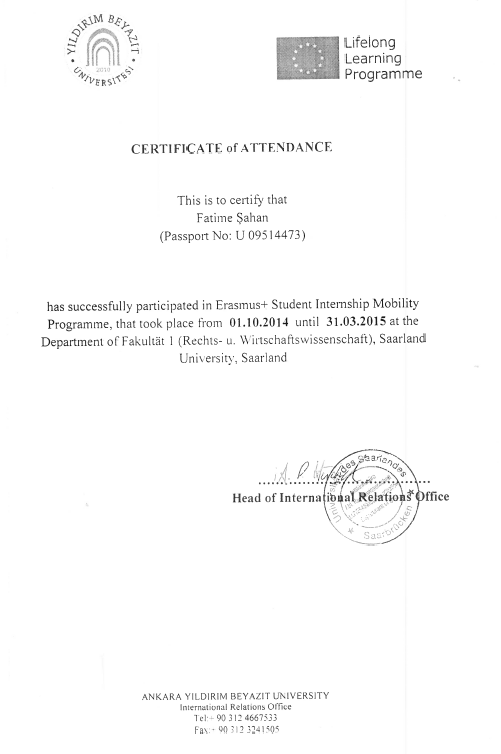 YILDIRIM BEYAZIT
ÜNİVERSİTESİ
2010
Lifelong
Learning
Programme
CERTIFICATE of ATTENDANCE
This is to certify that
Fatime Şahan
(Passport No: U 09514473)
has successfully participated in Erasmus+ Student Internship Mobility
Programme, that took place from 01.10.2014 until 31.03.2015 at the
Department of Fakultät 1 (Rechts- u. Wirtschaftswissenschaft), Saarland
University, Saarland
i.A.
Head of International Relations Office
Universität des Saarlandes
Saarbrücken
ANKARA YILDIRIM BEYAZIT UNIVERSITY
International Relations Office
Tel:+ 90 312 4667533
Fax:+ 90 312 3241505